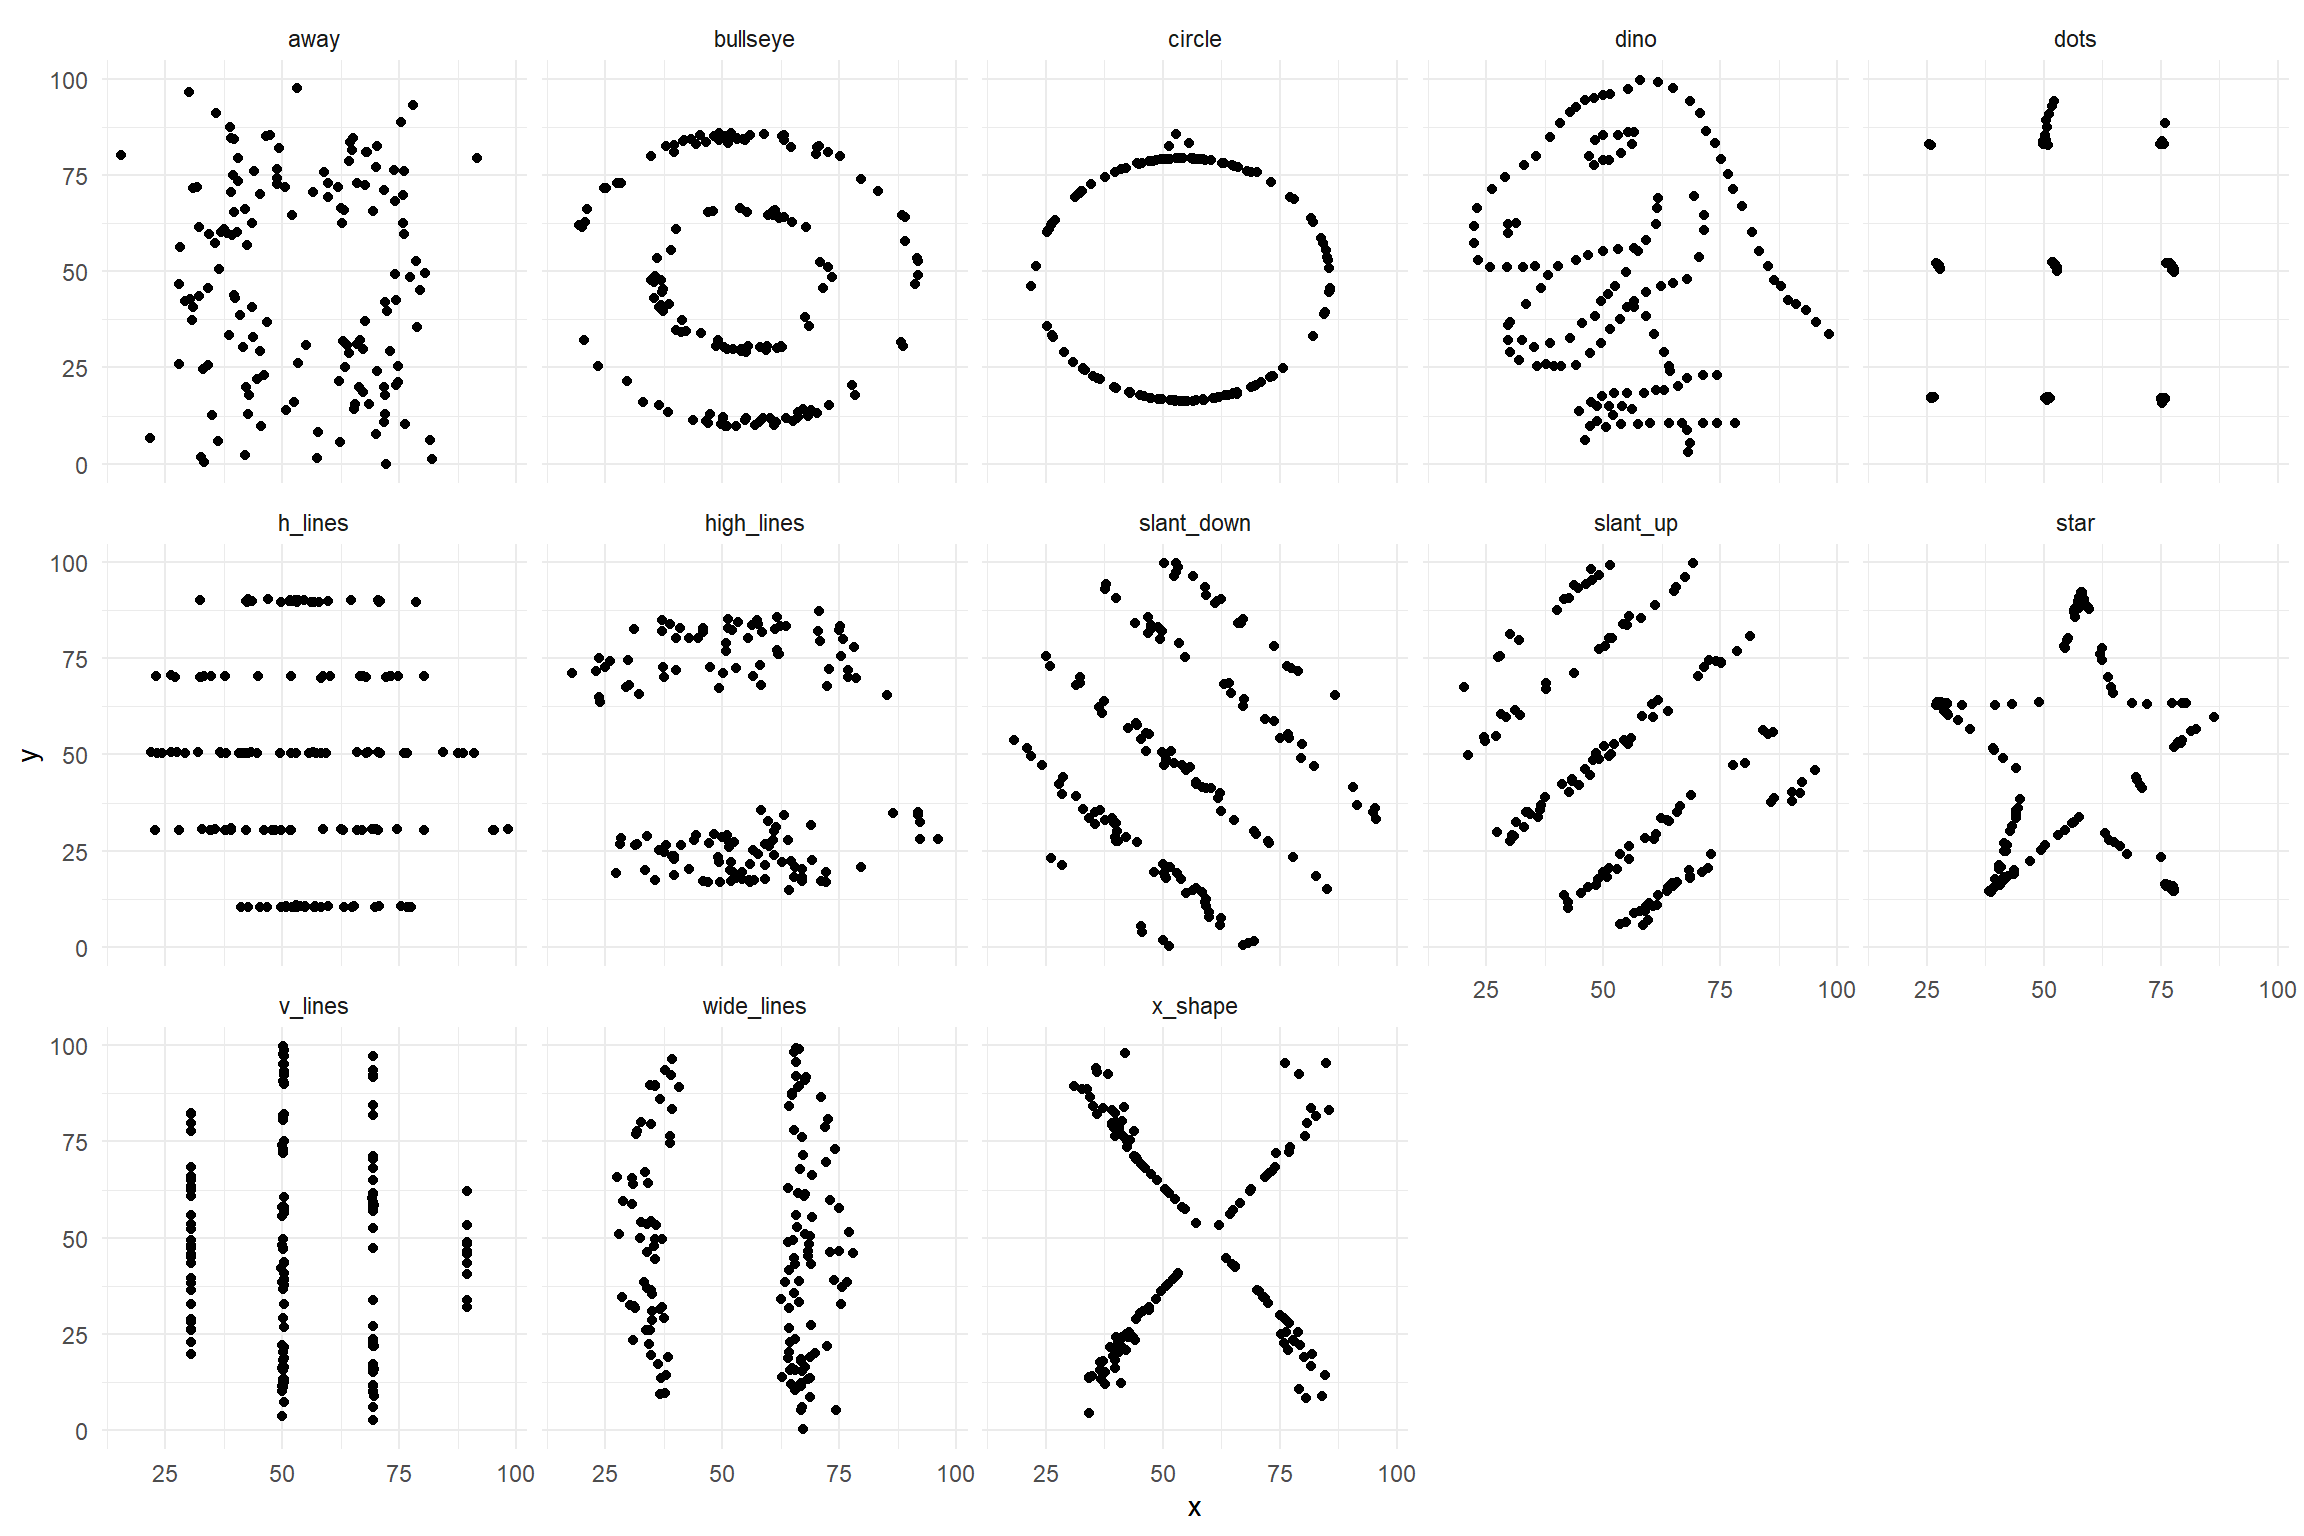 away bullseye circle dino dots
100
75
50
25
0
h_lines high_lines slant_down slant_up star
100
75
50
25
0
25 50 75 100 25 50 75 100
y
v_lines wide_lines x_shape
100
75
50
25
0
25 50 75 100 25 50 75 100 25 50 75 100
x